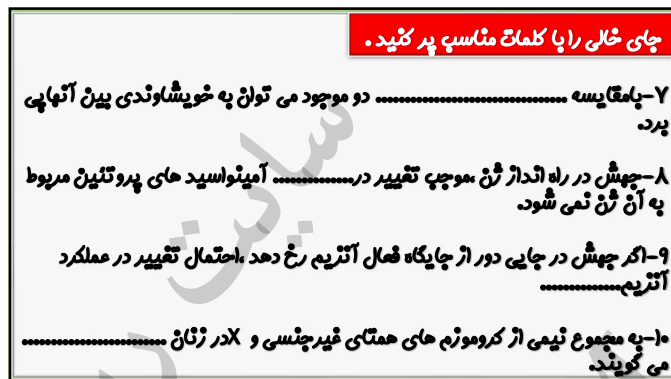 جای خالی را با کلمات مناسب پر کنید .
۷-بامقایسه .................................. دو موجود می توان به خویشاوندی بین آنهاپی
برد.
۸-جهش در راه انداز ژن ،موجب تغییر در............... آمینواسید های پروتئین مربوط
به آن ژن نمی شود.
۹-اگر جهش در جایی دور از جایگاه فعال آنزیم رخ دهد ،احتمال تغییر در عملکرد
آنزیم...............
۱۰-به مجموع نیمی از کروموزم های همتای غیرجنسی و Xدر زنان ..........................
می گویند.
سایت